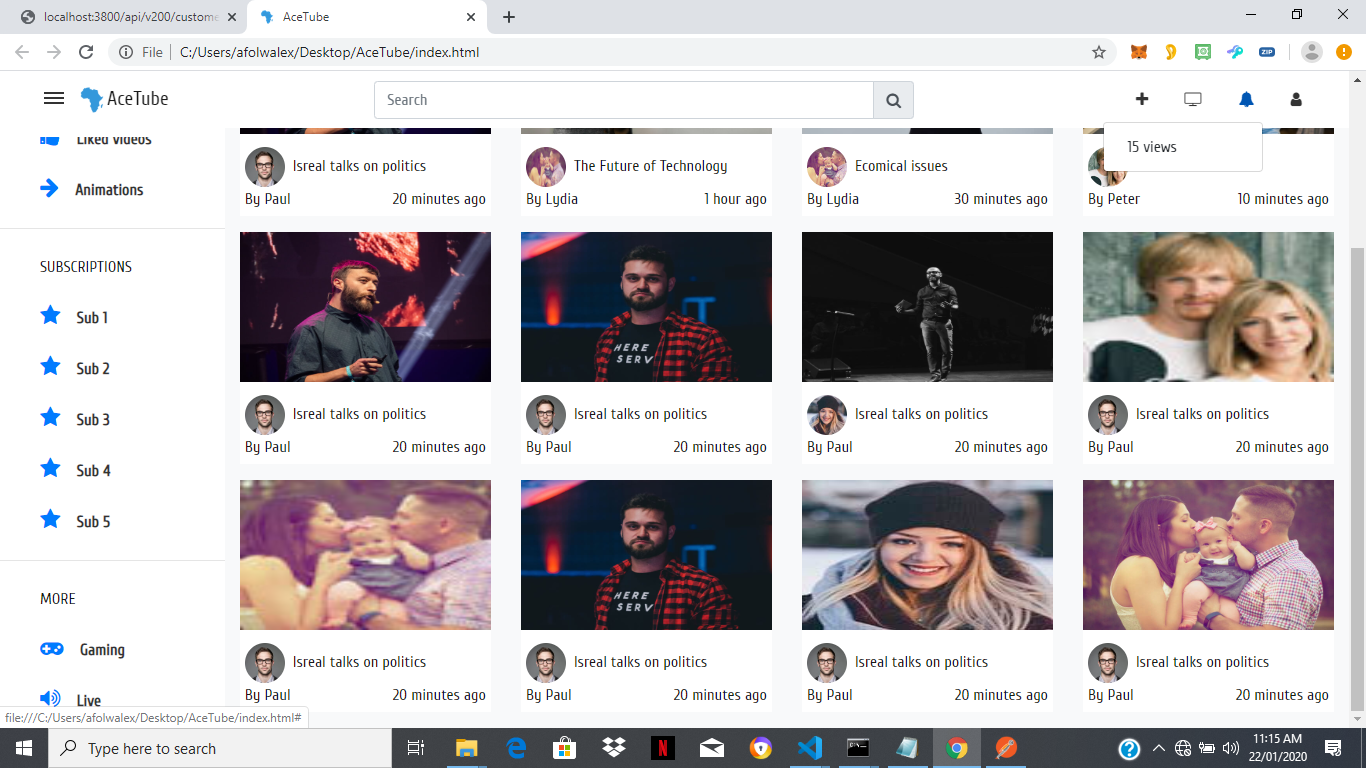 localhost:3800/api/v200/custome
AceTube
File
C:/Users/afolwalex/Desktop/AceTube/index.html
ZIP
AceTube
Search
15 views
Liked videos
Animations
SUBSCRIPTIONS
Sub 1
Sub 2
Sub 3
Sub 4
Sub 5
MORE
Gaming
Live
Isreal talks on politics
By Paul 20 minutes ago
The Future of Technology
By Lydia 1 hour ago
Ecomical issues
By Lydia 30 minutes ago
By Peter 10 minutes ago
Isreal talks on politics
By Paul 20 minutes ago
HERE
SERV
Isreal talks on politics
By Paul 20 minutes ago
Isreal talks on politics
By Paul 20 minutes ago
Isreal talks on politics
By Paul 20 minutes ago
Isreal talks on politics
By Paul 20 minutes ago
HERE
SERV
Isreal talks on politics
By Paul 20 minutes ago
Isreal talks on politics
By Paul 20 minutes ago
Isreal talks on politics
By Paul 20 minutes ago
file:///C:/Users/afolwalex/Desktop/AceTube/index.html#
Type here to search
11:15 AM
22/01/2020